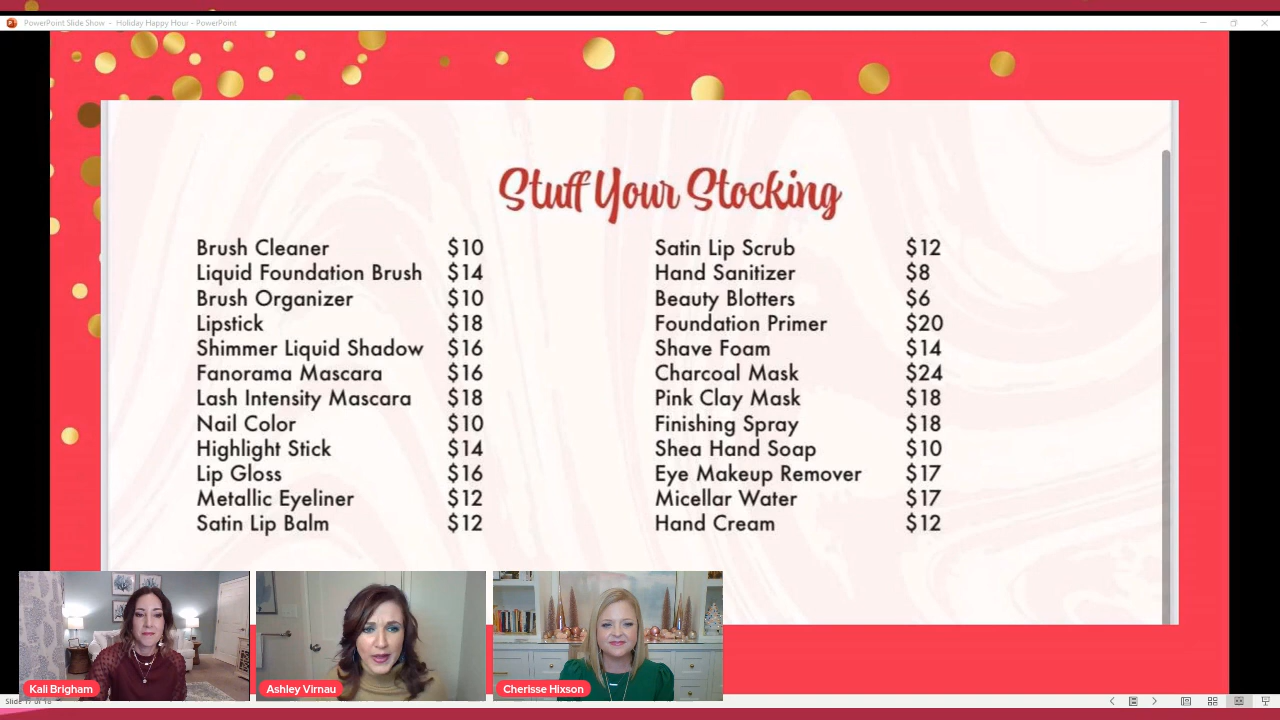 PowerPoint Slide Show - Holiday Happy Hour - PowerPoint
Stuff Your Stocking
Brush Cleaner $10
Liquid Foundation Brush $14
Brush Organizer $10
Lipstick $18
Shimmer Liquid Shadow $16
Fanorama Mascara $16
Lash Intensity Mascara $18
Nail Color $10
Highlight Stick $14
Lip Gloss $16
Metallic Eyeliner $12
Satin Lip Balm $12
Satin Lip Scrub $12
Hand Sanitizer $8
Beauty Blotters $6
Foundation Primer $20
Shave Foam $14
Charcoal Mask $24
Pink Clay Mask $18
Finishing Spray $18
Shea Hand Soap $10
Eye Makeup Remover $17
Micellar Water $17
Hand Cream $12
Kali Brigham
Ashley Virnau
Cherisse Hixson